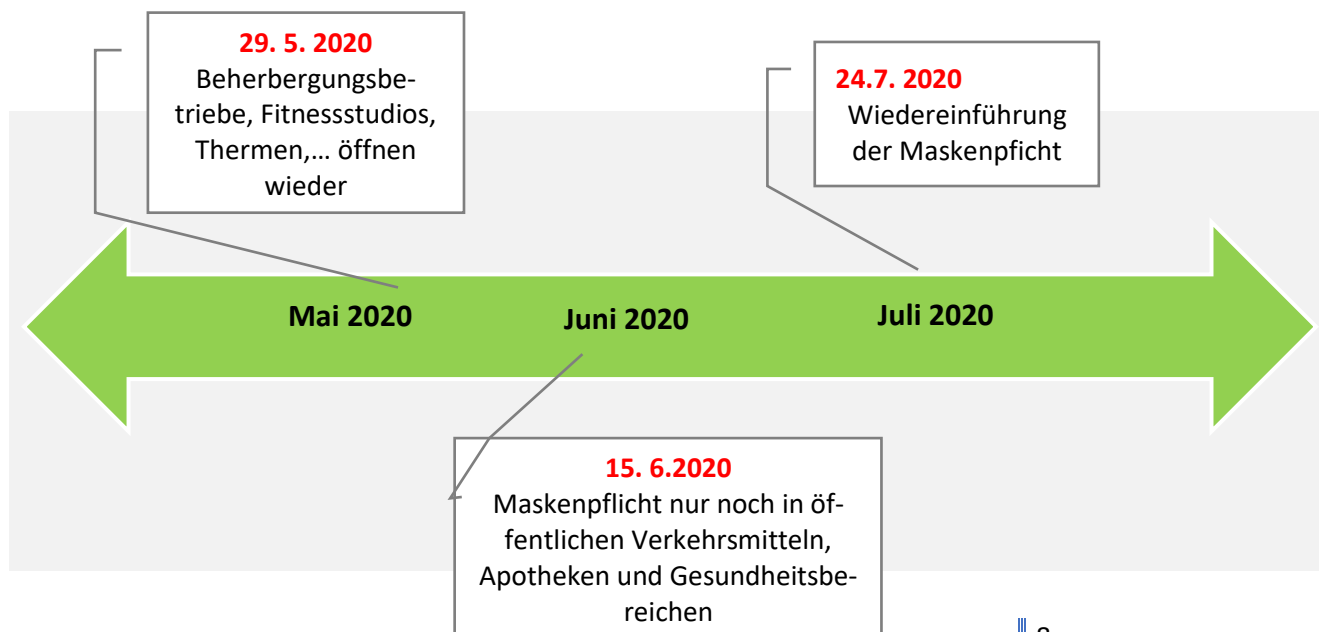 29. 5. 2020
Beherbergungsbe-
triebe, Fitnessstudios,
Thermen,... öffnen
wieder
24.7. 2020
Wiedereinführung
der Maskenpficht
Mai 2020
Juni 2020
Juli 2020
15. 6.2020
Maskenpflicht nur noch in öf-
fentlichen Verkehrsmitteln,
Apotheken und Gesundheitsbe-
reichen